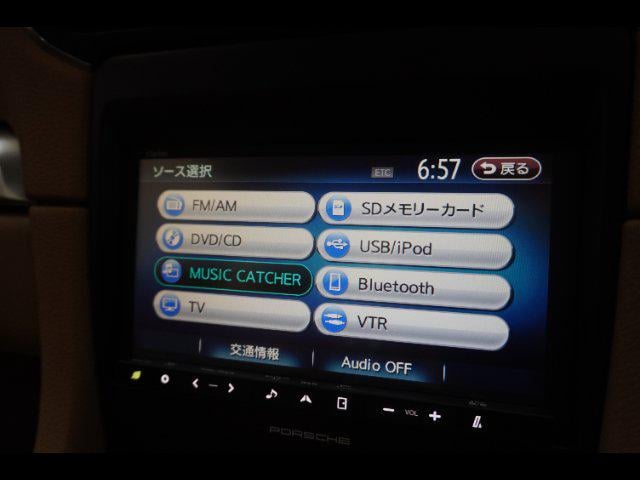 ソース選択 ETC 6:57 戻る
FM/AM SDメモリーカード
DVD/CD USB/iPod
MUSIC CATCHER Bluetooth
TV VTR
交通情報 Audio OFF
VOL
PORSCHE